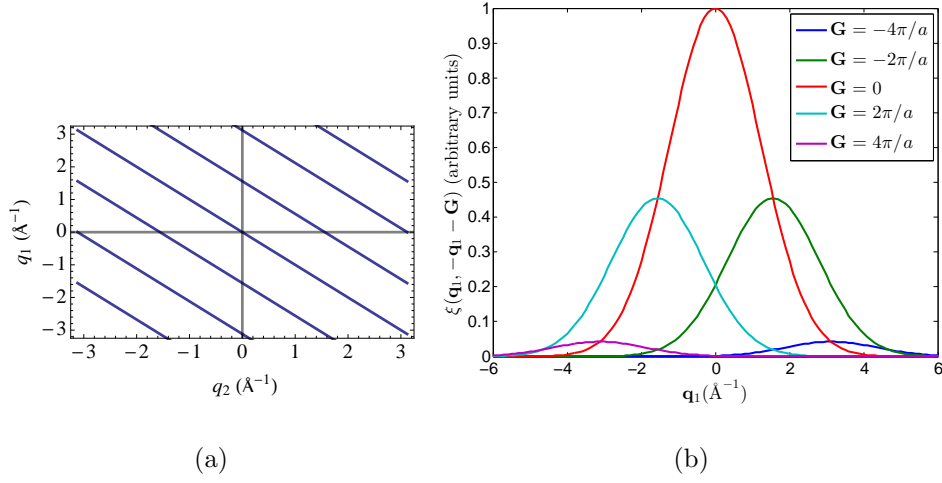 3
2
1
0
−1
−2
−3
q₁ (Å⁻¹)
−3 −2 −1 0 1 2 3
q₂ (Å⁻¹)
(a)
1
0.9
0.8
0.7
0.6
0.5
0.4
0.3
0.2
0.1
0
ξ(q₁, −q₁ − G) (arbitrary units)
−6 −4 −2 0 2 4 6
q₁(Å⁻¹)
G = −4π/a
G = −2π/a
G = 0
G = 2π/a
G = 4π/a
(b)